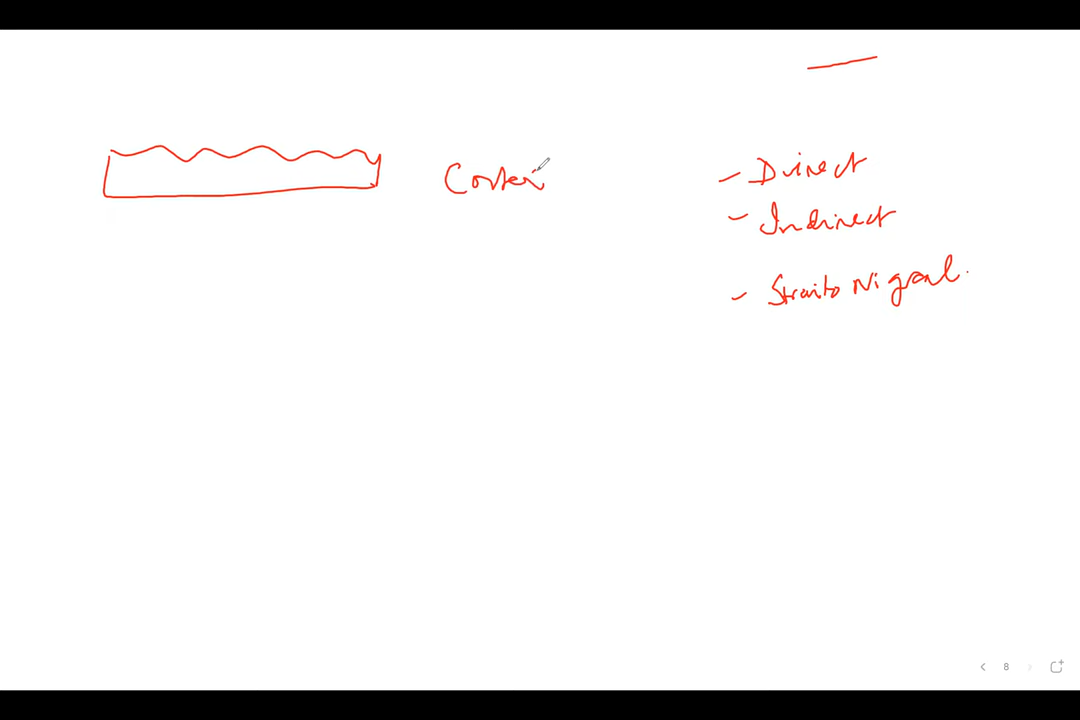 Cortex
- Direct
- Indirect
- Straito Nigral.
8